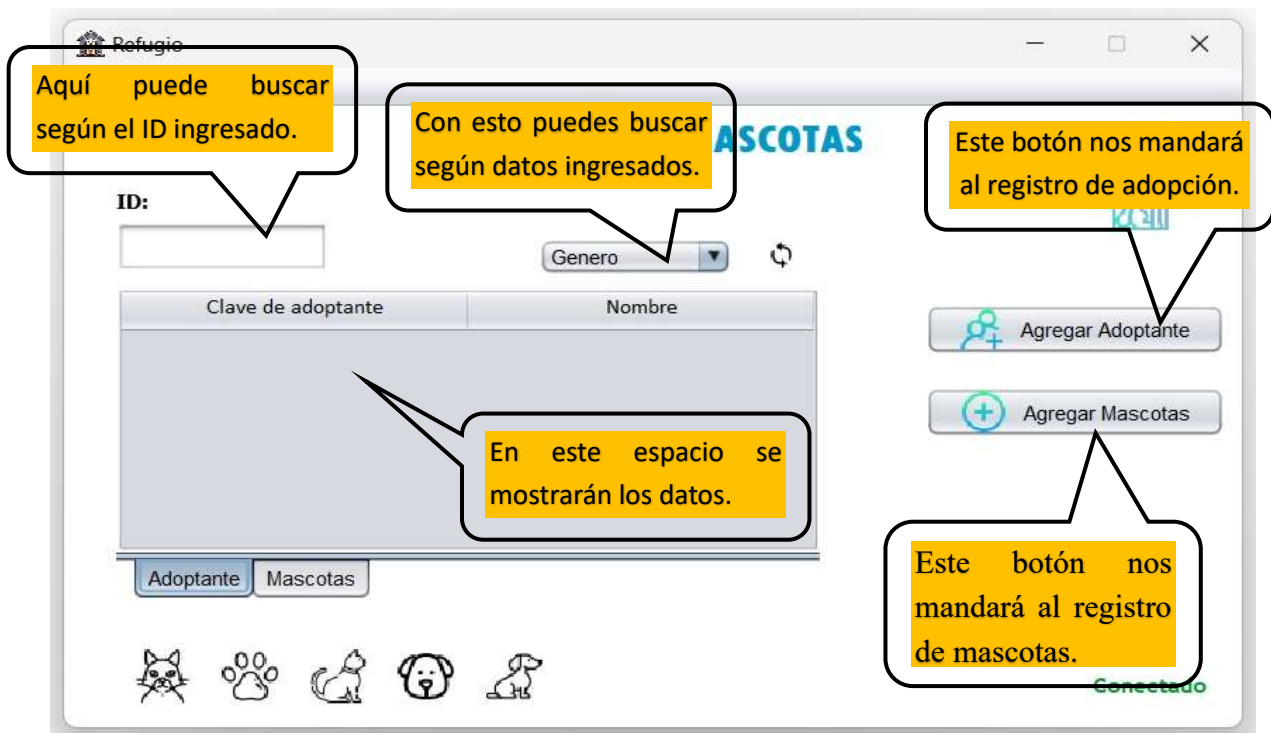 Refugio
Aquí puede buscar
según el ID ingresado.
Con esto puedes buscar
según datos ingresados.
ASCOTAS
Este botón nos mandará
al registro de adopción.
ID:
Genero
Clave de adoptante Nombre
Agregar Adoptante
Agregar Mascotas
En este espacio se
mostrarán los datos.
Adoptante Mascotas
Este botón nos
mandará al registro
de mascotas.
Conectado